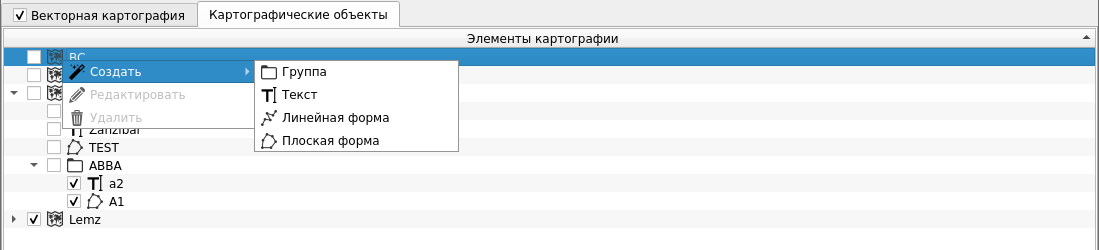 Векторная картография
Картографические объекты
Элементы картографии
BC
Создать
Группа
Редактировать
Текст
Удалить
Линейная форма
Zanzibar
Плоская форма
TEST
ABBA
a2
A1
Lemz